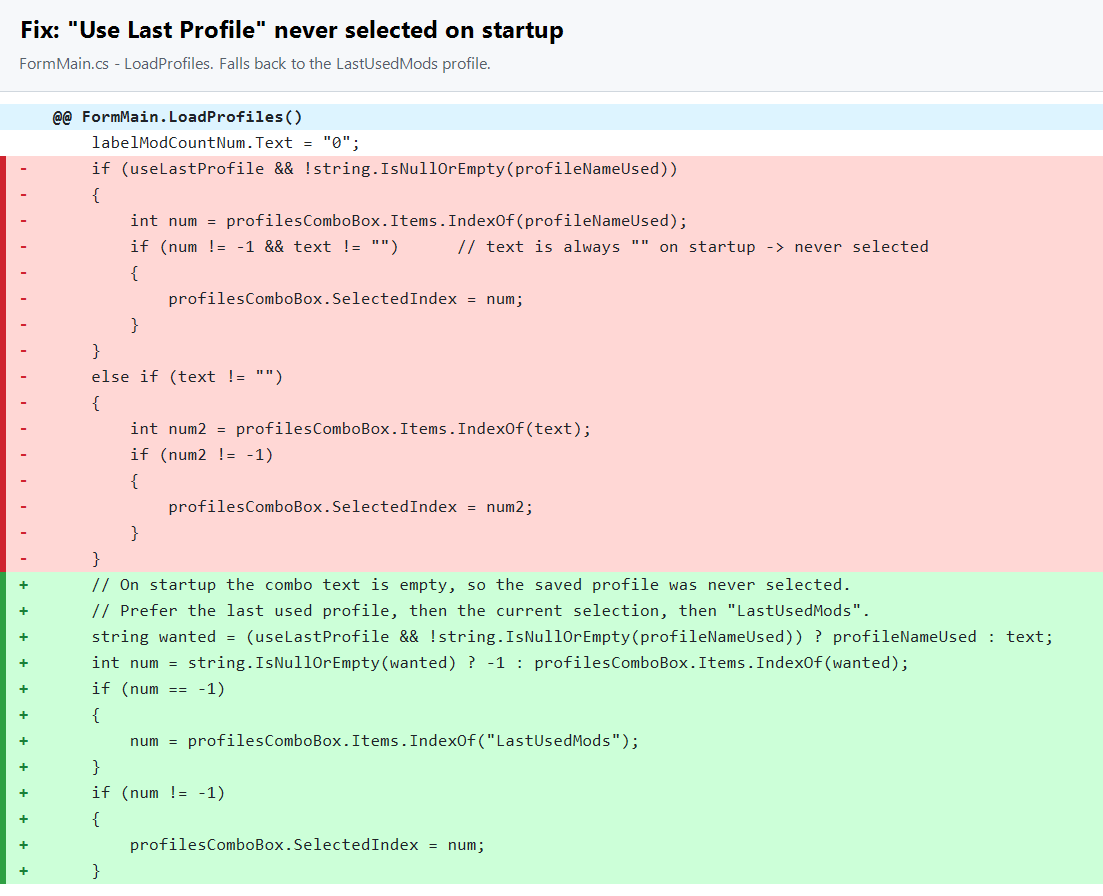 Fix: "Use Last Profile" never selected on startup
FormMain.cs - LoadProfiles. Falls back to the LastUsedMods profile.
@@ FormMain.LoadProfiles()
labelModCountNum.Text = "0";
- if (useLastProfile && !string.IsNullOrEmpty(profileNameUsed))
- {
- int num = profilesComboBox.Items.IndexOf(profileNameUsed);
- if (num != -1 && text != "") // text is always "" on startup -> never selected
- {
- profilesComboBox.SelectedIndex = num;
- }
- }
- else if (text != "")
- {
- int num2 = profilesComboBox.Items.IndexOf(text);
- if (num2 != -1)
- {
- profilesComboBox.SelectedIndex = num2;
- }
- }
+ // On startup the combo text is empty, so the saved profile was never selected.
+ // Prefer the last used profile, then the current selection, then "LastUsedMods".
+ string wanted = (useLastProfile && !string.IsNullOrEmpty(profileNameUsed)) ? profileNameUsed : text;
+ int num = string.IsNullOrEmpty(wanted) ? -1 : profilesComboBox.Items.IndexOf(wanted);
+ if (num == -1)
+ {
+ num = profilesComboBox.Items.IndexOf("LastUsedMods");
+ }
+ if (num != -1)
+ {
+ profilesComboBox.SelectedIndex = num;
+ }